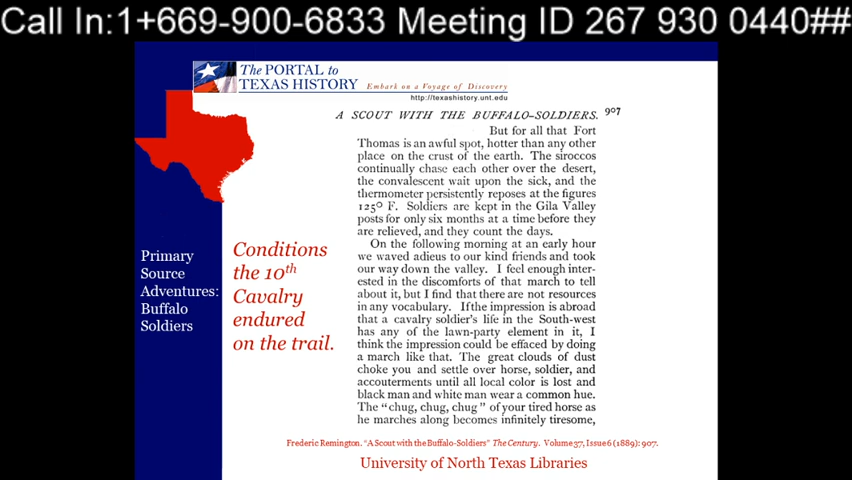 Call In:1+669-900-6833 Meeting ID 267 930 0440##
The PORTAL to
TEXAS HISTORY Embark on a Voyage of Discovery
http://texashistory.unt.edu
A SCOUT WITH THE BUFFALO-SOLDIERS. 907
But for all that Fort
Thomas is an awful spot, hotter than any other
place on the crust of the earth. The siroccos
continually chase each other over the desert,
the convalescent wait upon the sick, and the
thermometer persistently reposes at the figures
125° F. Soldiers are kept in the Gila Valley
posts for only six months at a time before they
are relieved, and they count the days.
On the following morning at an early hour
we waved adieus to our kind friends and took
our way down the valley. I feel enough inter-
ested in the discomforts of that march to tell
about it, but I find that there are not resources
in any vocabulary. If the impression is abroad
that a cavalry soldier's life in the South-west
has any of the lawn-party element in it, I
think the impression could be effaced by doing
a march like that. The great clouds of dust
choke you and settle over horse, soldier, and
accouterments until all local color is lost and
black man and white man wear a common hue.
The "chug, chug, chug" of your tired horse as
he marches along becomes infinitely tiresome,
Primary
Source
Adventures:
Buffalo
Soldiers
Conditions
the 10th
Cavalry
endured
on the trail.
Frederic Remington. "A Scout with the Buffalo-Soldiers" The Century. Volume 37, Issue 6 (1889): 907.
University of North Texas Libraries